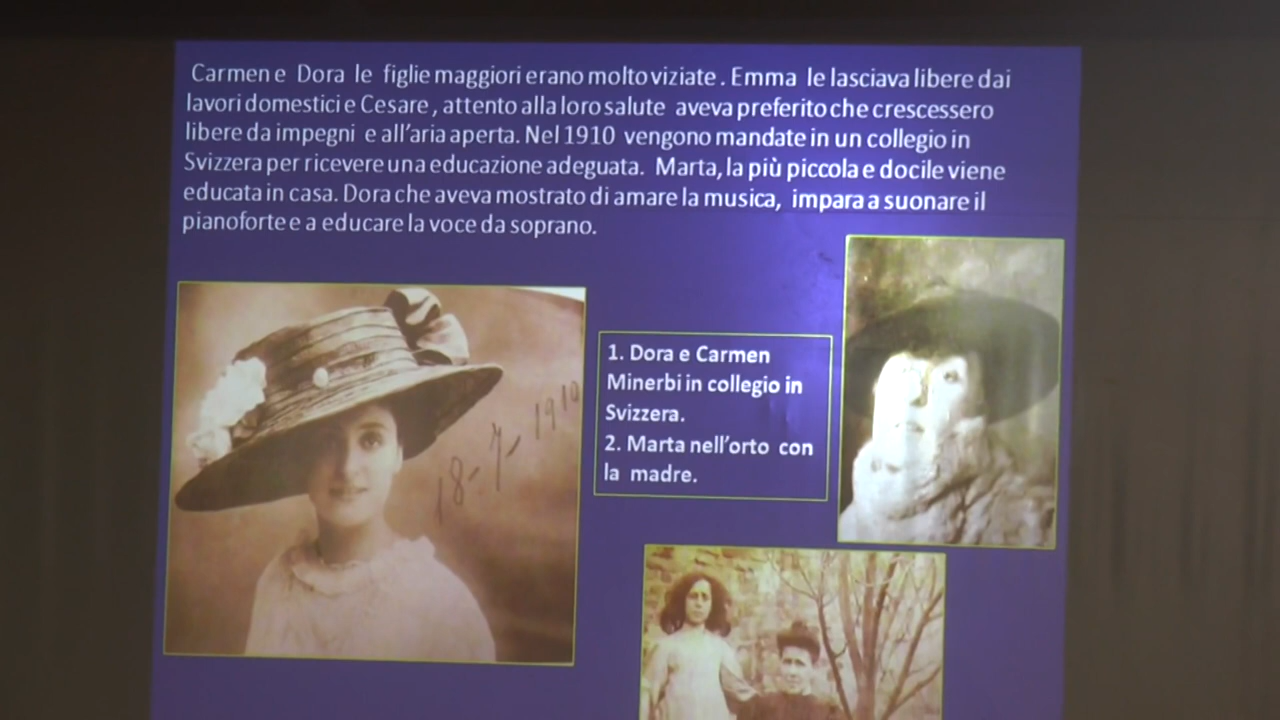 Carmen e Dora le figlie maggiori erano molto viziate. Emma le lasciava libere dai
lavori domestici e Cesare, attento alla loro salute aveva preferito che crescessero
libere da impegni e all'aria aperta. Nel 1910 vengono mandate in un collegio in
Svizzera per ricevere una educazione adeguata. Marta, la più piccola e docile viene
educata in casa. Dora che aveva mostrato di amare la musica, impara a suonare il
pianoforte e a educare la voce da soprano.
1. Dora e Carmen
Minerbi in collegio in
Svizzera.
2. Marta nell'orto con
la madre.
18-7-1910